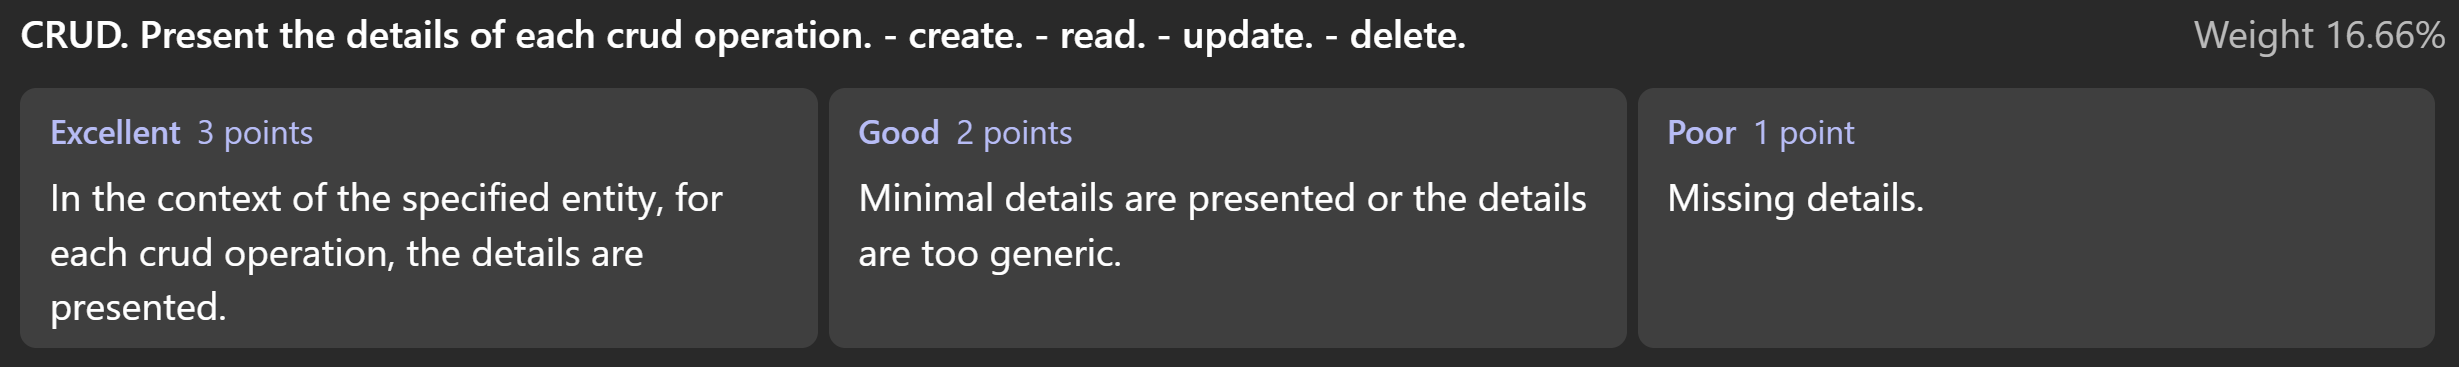 CRUD. Present the details of each crud operation. - create. - read. - update. - delete.
Weight 16.66%
Excellent 3 points
In the context of the specified entity, for
each crud operation, the details are
presented.
Good 2 points
Minimal details are presented or the details
are too generic.
Poor 1 point
Missing details.